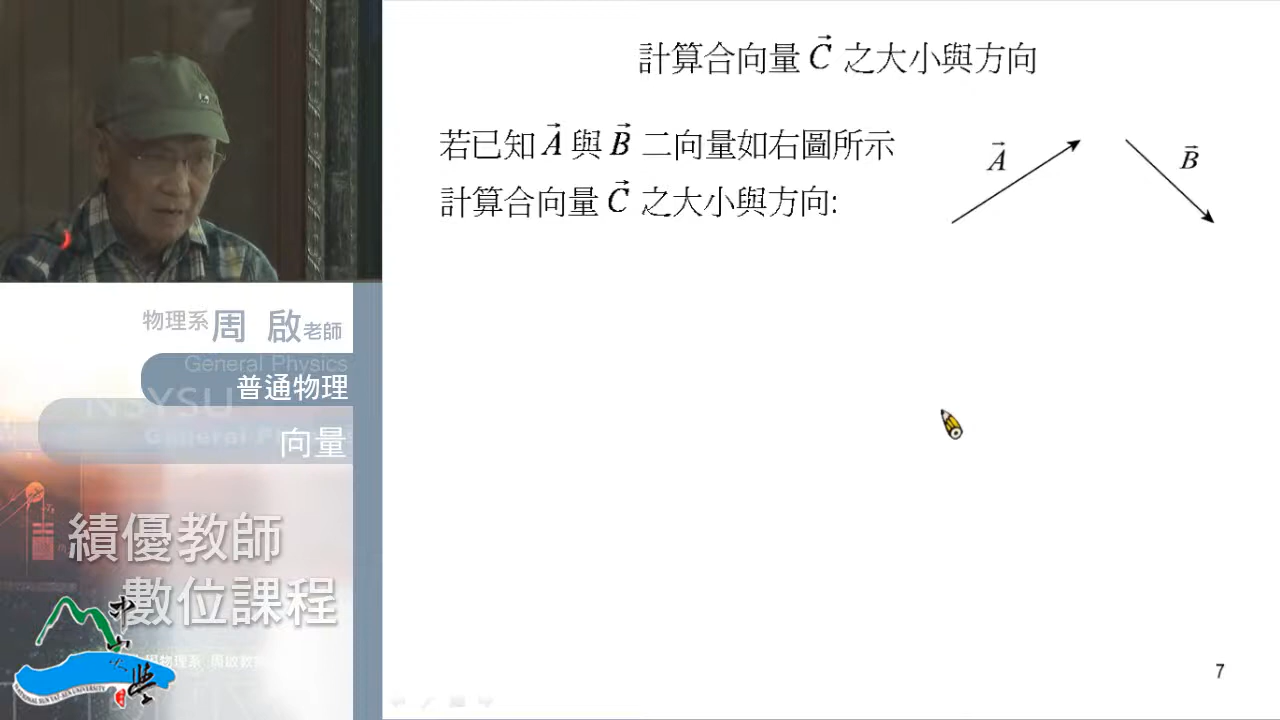 計算合向量 C 之大小與方向
若已知 A 與 B 二向量如右圖所示
計算合向量 C 之大小與方向:
A
B
物理系 周 啟 老師
General Physics
普通物理
NSYSU
向量
績優教師
數位課程
7